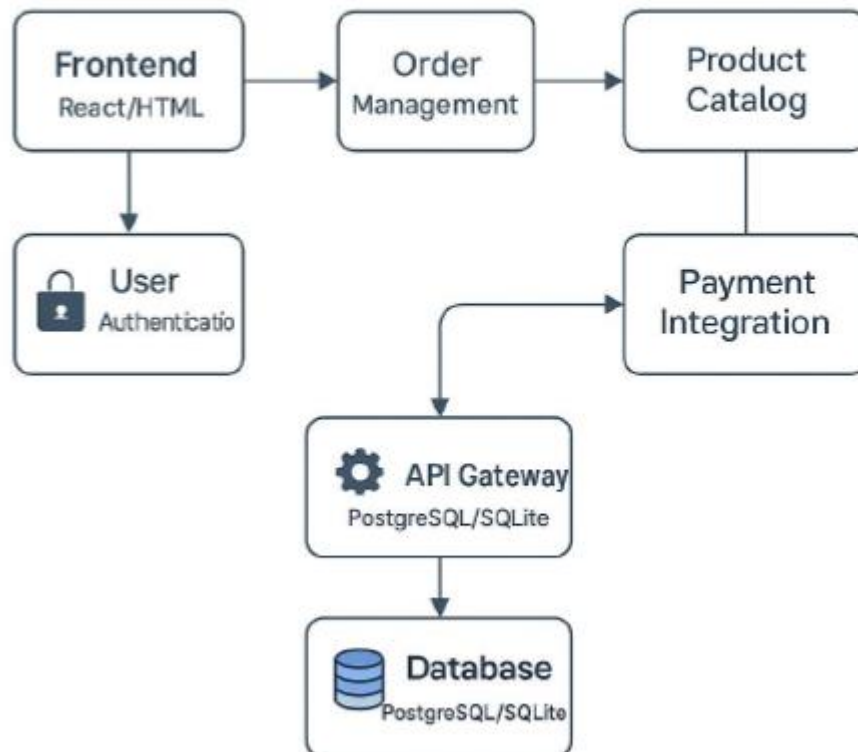 Frontend
React/HTML
Order
Management
Product
Catalog
User
Authenticatio
Payment
Integration
API Gateway
PostgreSQL/SQLite
Database
PostgreSQL/SQLite